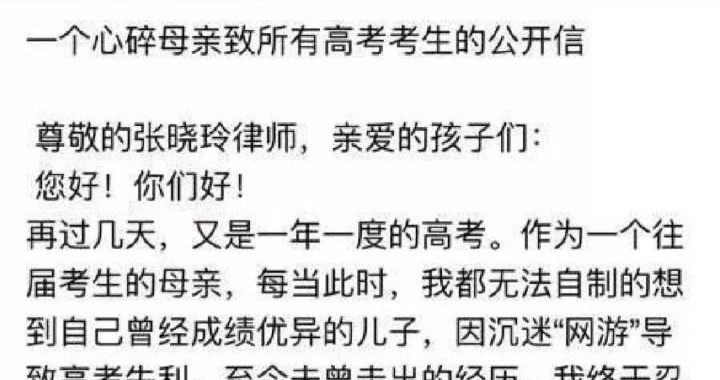 一个心碎母亲致所有高考考生的公开信
尊敬的张晓玲律师，亲爱的孩子们：
您好！你们好！
再过几天，又是一年一度的高考。作为一个往
届考生的母亲，每当此时，我都无法自制的想
到自己曾经成绩优异的儿子，因沉迷“网游”导
致高考失利，至今未曾走出的经历，我终于忍